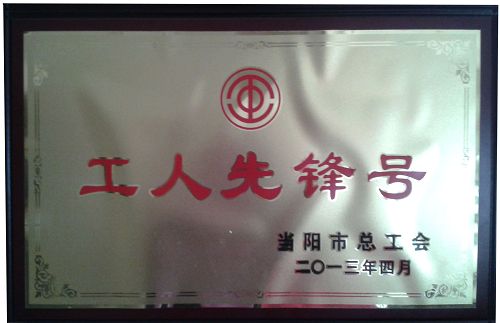 工人先锋号
当阳市总工会
二〇一三年四月